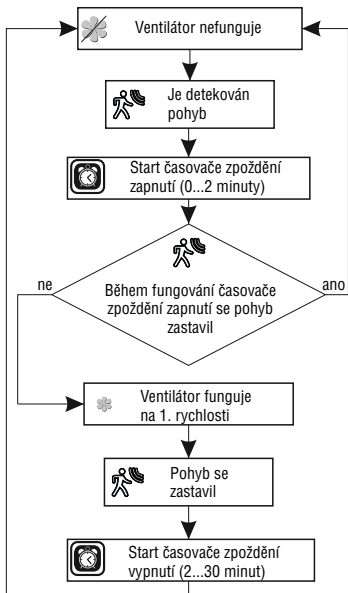 Ventilátor nefunguje
Je detekován
pohyb
Start časovače zpoždění
zapnutí (0...2 minuty)
ne
ano
Během fungování časovače
zpoždění zapnutí se pohyb
zastavil
Ventilátor funguje
na 1. rychlosti
Pohyb se
zastavil
Start časovače zpoždění
vypnutí (2...30 minut)